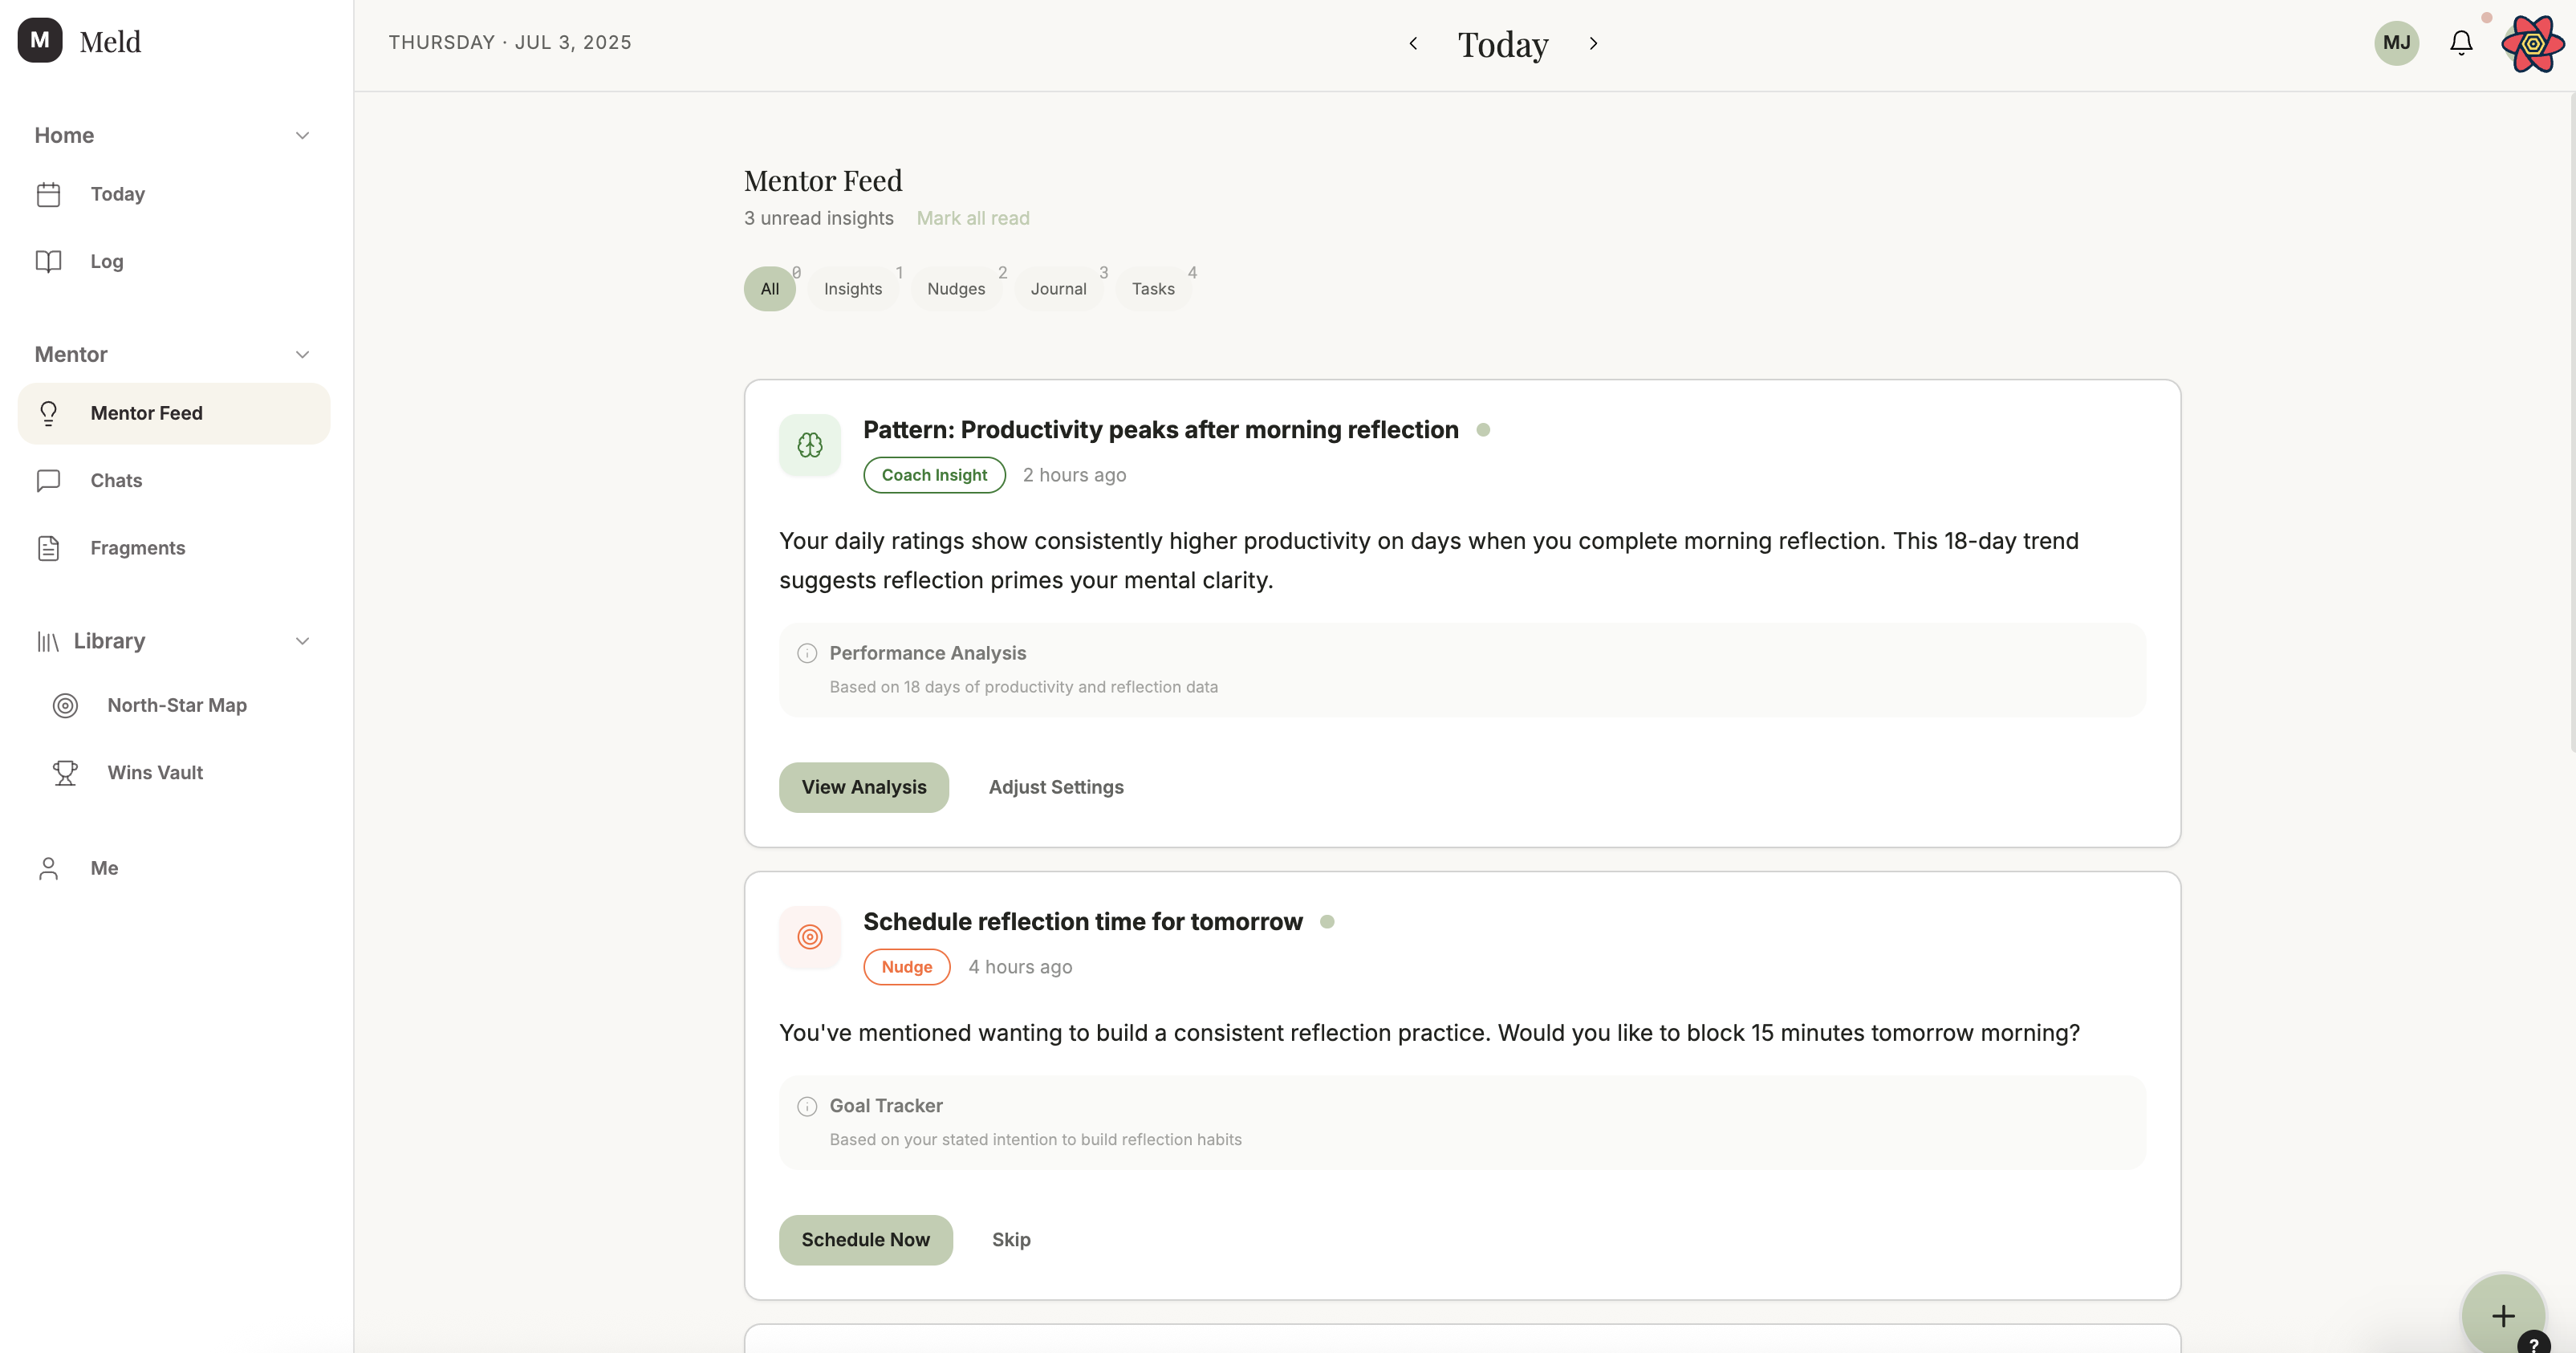 M Meld
THURSDAY · JUL 3, 2025
Today
MJ
Home
Today
Log
Mentor
Mentor Feed
Chats
Fragments
Library
North-Star Map
Wins Vault
Me
Mentor Feed
3 unread insights Mark all read
All 0 Insights 1 Nudges 2 Journal 3 Tasks 4
Pattern: Productivity peaks after morning reflection
Coach Insight 2 hours ago
Your daily ratings show consistently higher productivity on days when you complete morning reflection. This 18-day trend
suggests reflection primes your mental clarity.
Performance Analysis
Based on 18 days of productivity and reflection data
View Analysis Adjust Settings
Schedule reflection time for tomorrow
Nudge 4 hours ago
You've mentioned wanting to build a consistent reflection practice. Would you like to block 15 minutes tomorrow morning?
Goal Tracker
Based on your stated intention to build reflection habits
Schedule Now Skip
+
?